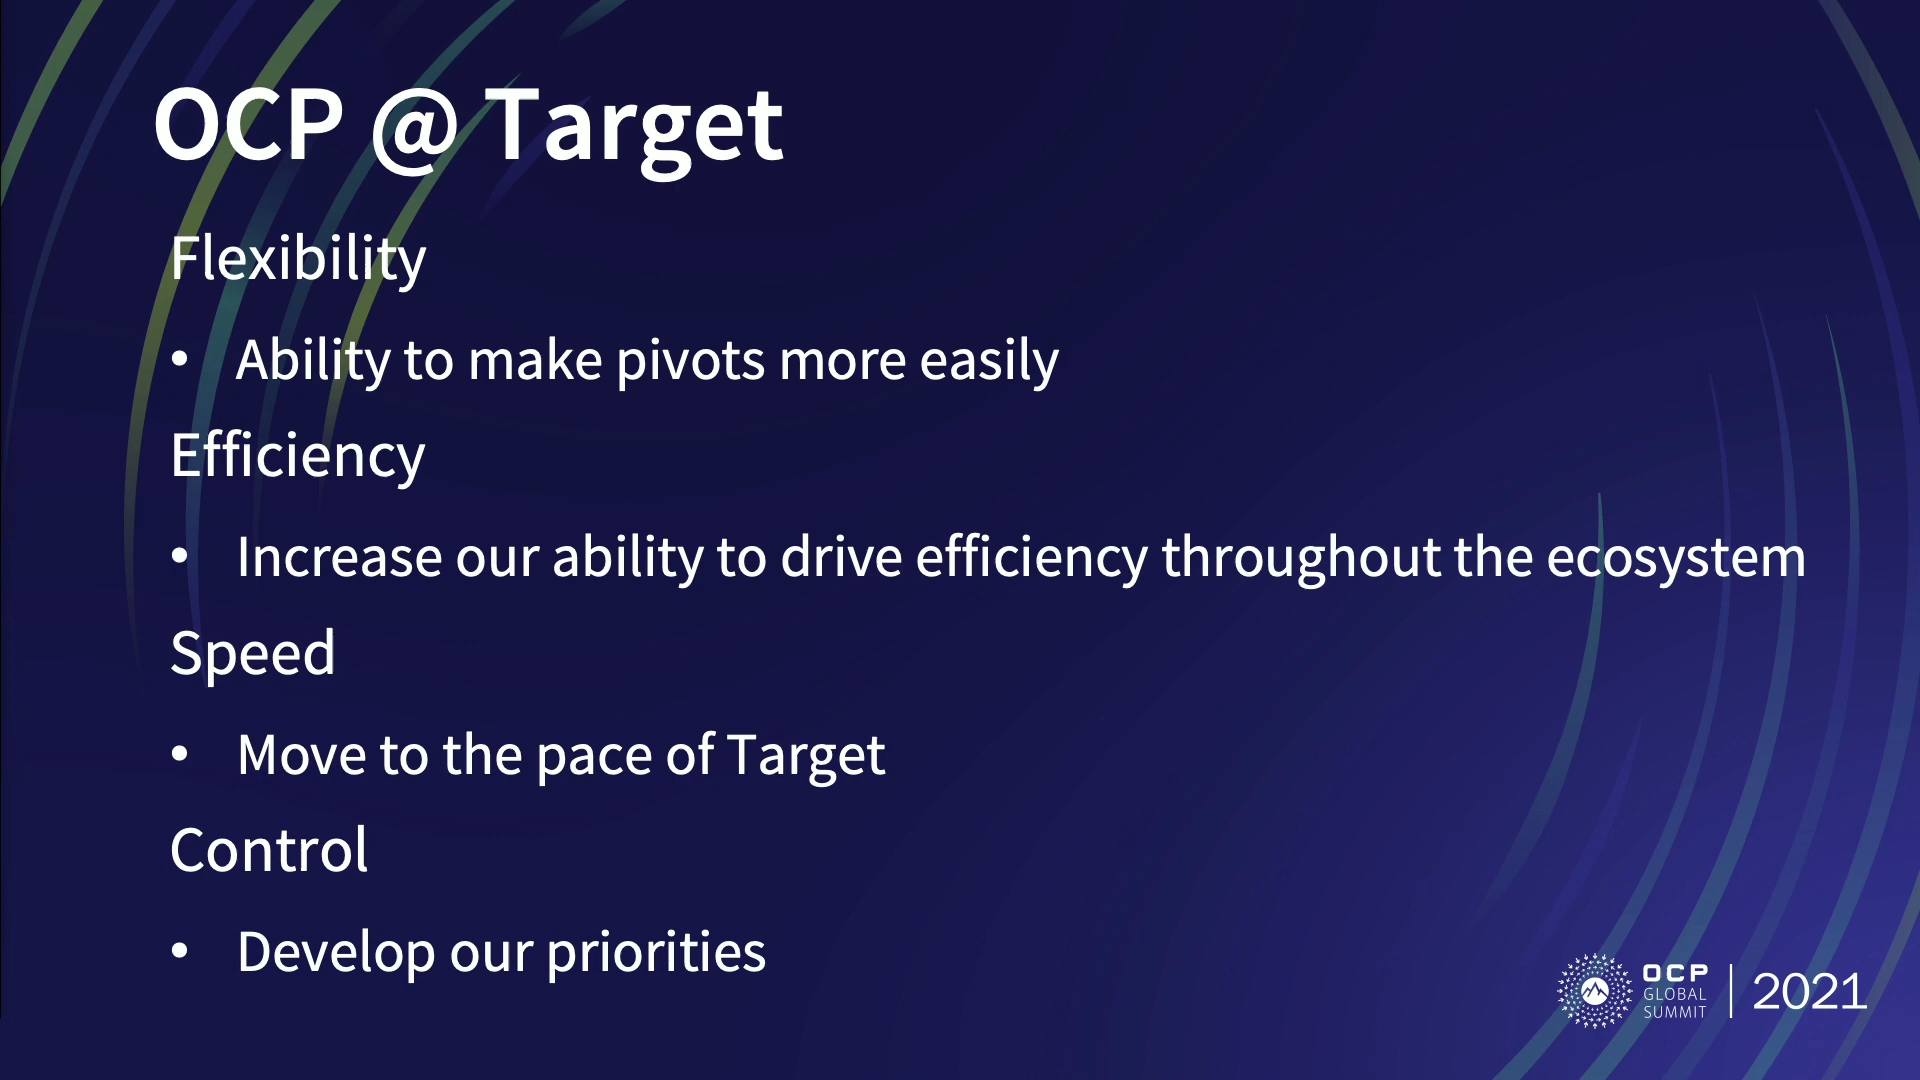 OCP @ Target
Flexibility
• Ability to make pivots more easily
Efficiency
• Increase our ability to drive efficiency throughout the ecosystem
Speed
• Move to the pace of Target
Control
• Develop our priorities
OCP
GLOBAL
SUMMIT
2021